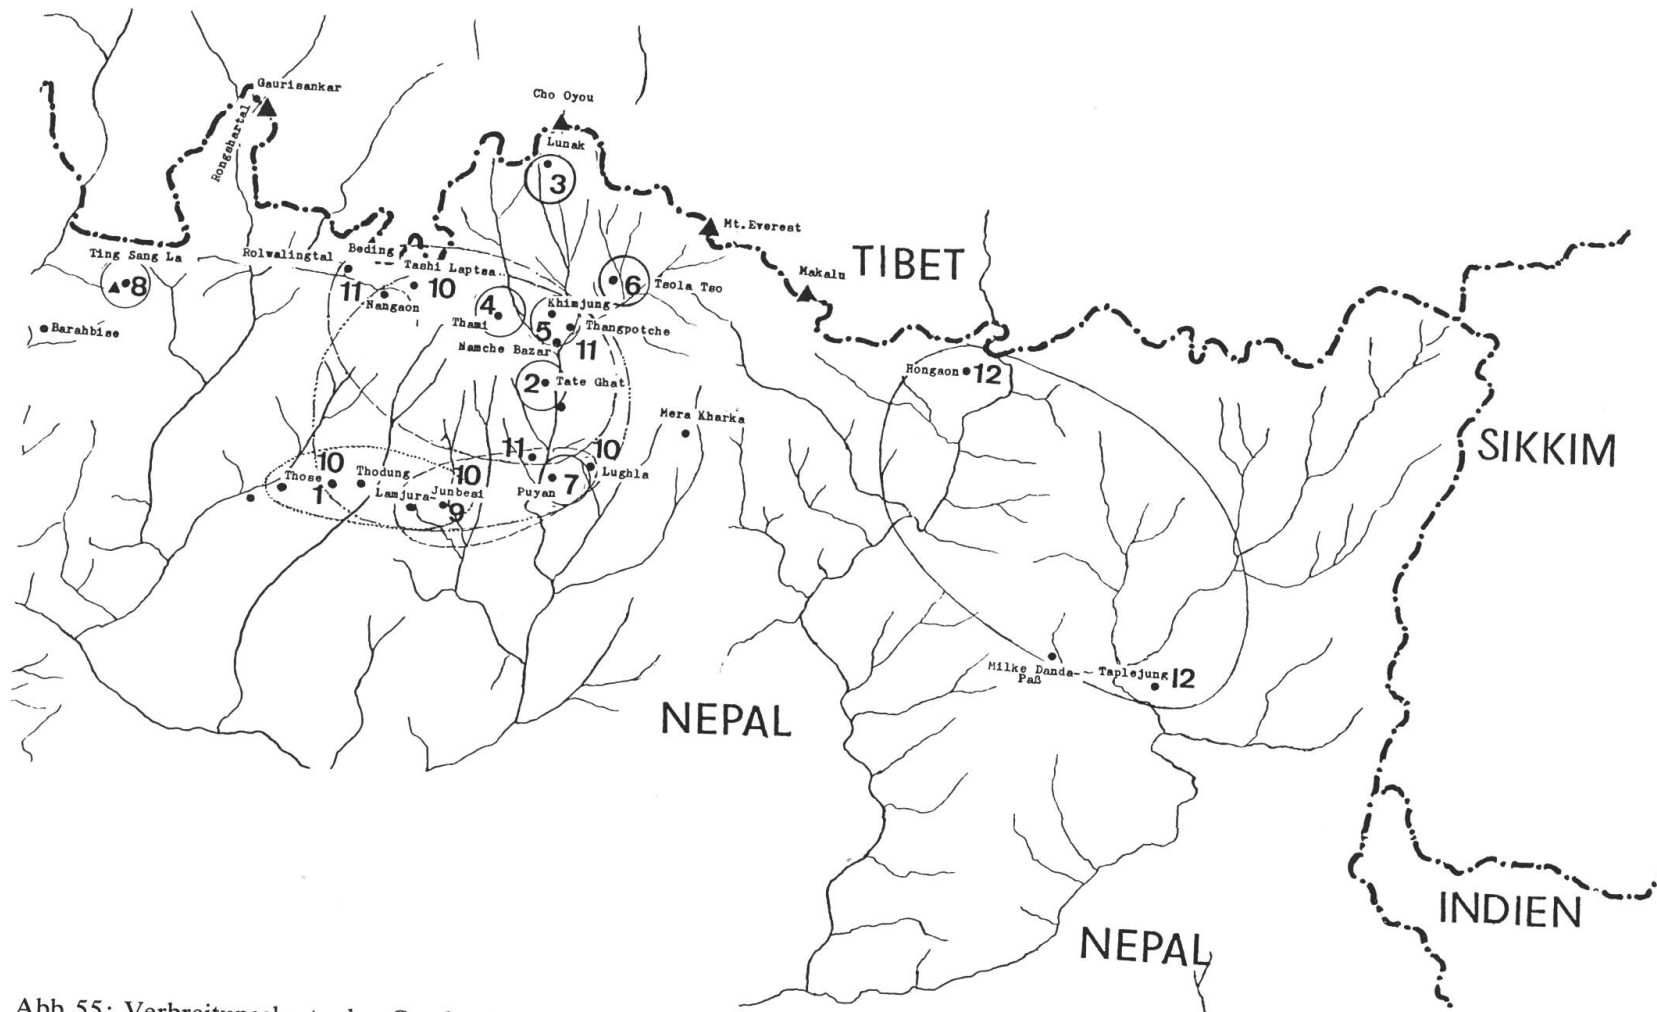 Gaurisankar
Rongshartal
Cho Oyou
Lunak
3
Mt.Everest
TIBET
Makalu
Ting Sang La
8
Rolwalingtal
Beding
Tashi Laptsa
11
Nangaon
10
4
Thami
6
Tsola Tso
Khimjung
5
Thangpotche
Namche Bazar
11
Barahbise
2
Tate Ghat
Hongaon
12
Mera Kharka
SIKKIM
11
10
Lughla
10
Those
1
Thodung
10
Lamjura
Junbesi
9
Puyan
7
Milke Danda
Paß
Taplejung
12
NEPAL
INDIEN
NEPAL